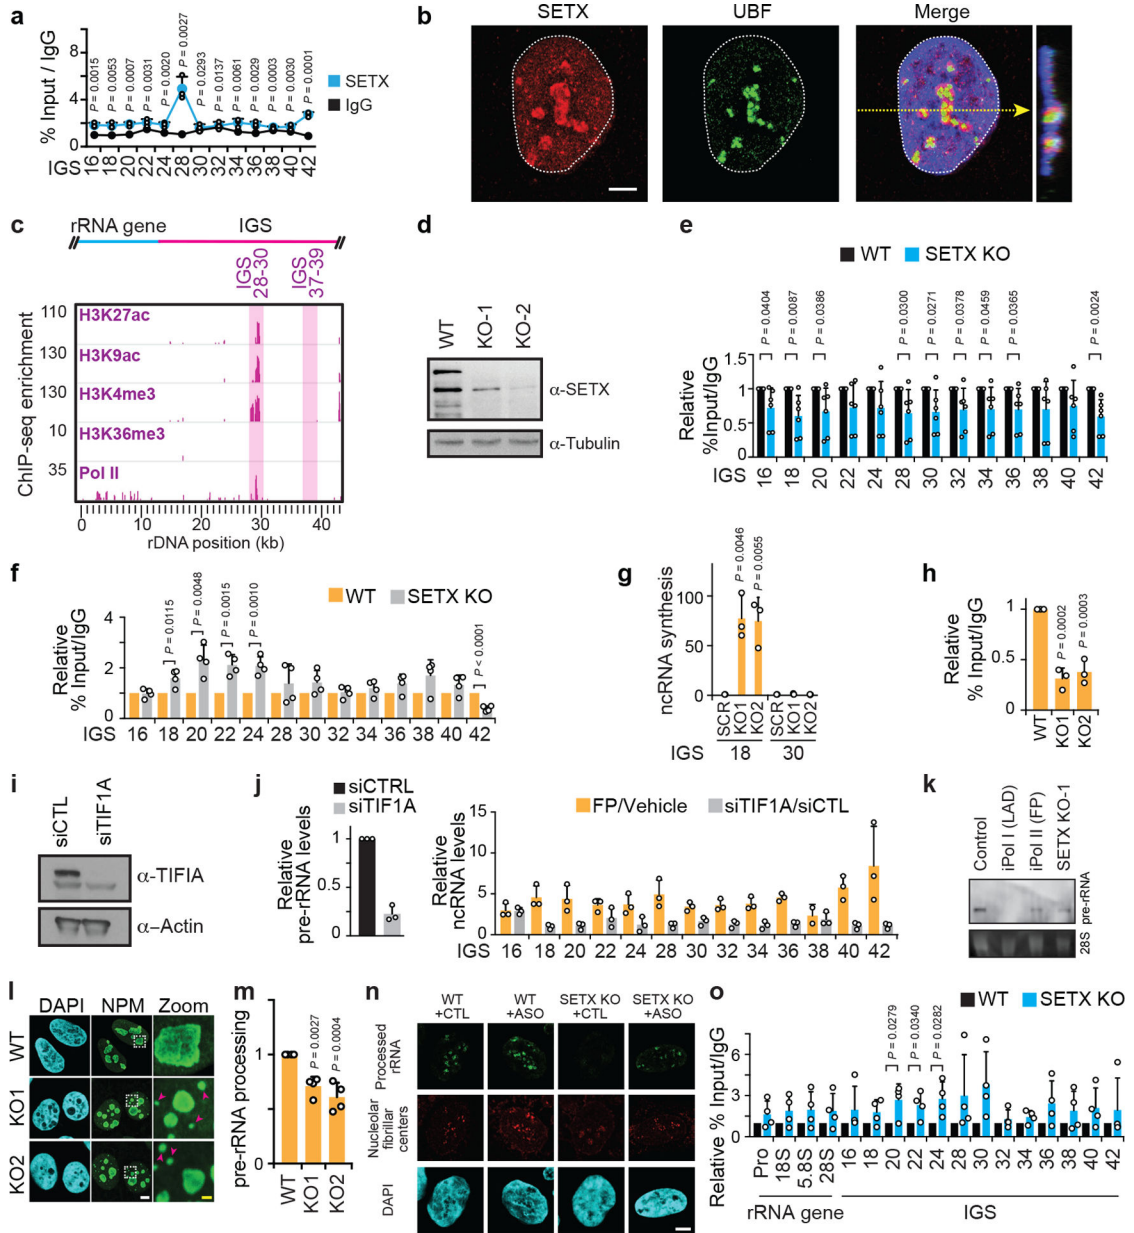 a
% Input / IgG
8
4
0
P = 0.0015
P = 0.0053
P = 0.0007
P = 0.0031
P = 0.0020
P = 0.0027
P = 0.0293
P = 0.0137
P = 0.0061
P = 0.0029
P = 0.0003
P = 0.0030
P = 0.0001
SETX
IgG
IGS 16 18 20 22 24 28 30 32 34 36 38 40 42
b
SETX UBF Merge
c
rRNA gene IGS
IGS 28-30
IGS 37-39
ChIP-seq enrichment
110 H3K27ac
130 H3K9ac
130 H3K4me3
10 H3K36me3
35 Pol II
0 10 20 30 40
rDNA position (kb)
d
WT KO-1 KO-2
α-SETX
α-Tubulin
e
WT SETX KO
P = 0.0404
P = 0.0087
P = 0.0386
P = 0.0300
P = 0.0271
P = 0.0378
P = 0.0459
P = 0.0365
P = 0.0024
Relative %Input/IgG
1.5
1
0.5
0
IGS 16 18 20 22 24 28 30 32 34 36 38 40 42
f
WT SETX KO
P = 0.0115
P = 0.0048
P = 0.0015
P = 0.0010
P < 0.0001
Relative % Input/IgG
4
2
0
IGS 16 18 20 22 24 28 30 32 34 36 38 40 42
g
ncRNA synthesis
100
50
0
P = 0.0046
P = 0.0055
SCR KO1 KO2 SCR KO1 KO2
IGS 18 30
h
Relative % Input/IgG
1
0.5
0
P = 0.0002
P = 0.0003
WT KO1 KO2
i
siCTL siTIF1A
α-TIFIA
α-Actin
j
siCTRL
siTIF1A
Relative pre-rRNA levels
1
0.5
0
FP/Vehicle siTIF1A/siCTL
Relative ncRNA levels
15
10
5
0
IGS 16 18 20 22 24 28 30 32 34 36 38 40 42
k
Control iPol I (LAD) iPol II (FP) SETX KO-1
pre-rRNA
28S
l
DAPI NPM Zoom
WT
KO1
KO2
m
pre-rRNA processing
1
0
P = 0.0027
P = 0.0004
WT KO1 KO2
n
WT +CTL
WT +ASO
SETX KO +CTL
SETX KO +ASO
Processed rRNA
Nucleolar fibrillar centers
DAPI
o
WT SETX KO
P = 0.0279
P = 0.0340
P = 0.0282
Relative % Input/IgG
6
3
0
Pro 18S 5.8S 28S 16 18 20 22 24 28 30 32 34 36 38 40 42
rRNA gene IGS